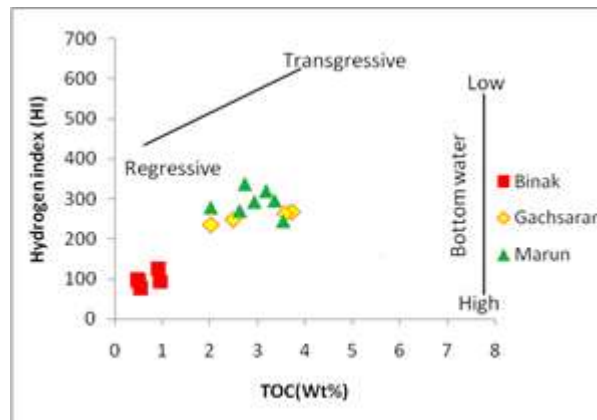 700
600
500
400
300
200
100
0
Hydrogen index (HI)
Transgressive
Regressive
Low
Bottom water
High
Binak
Gachsaran
Marun
0 1 2 3 4 5 6 7 8
TOC(Wt%)